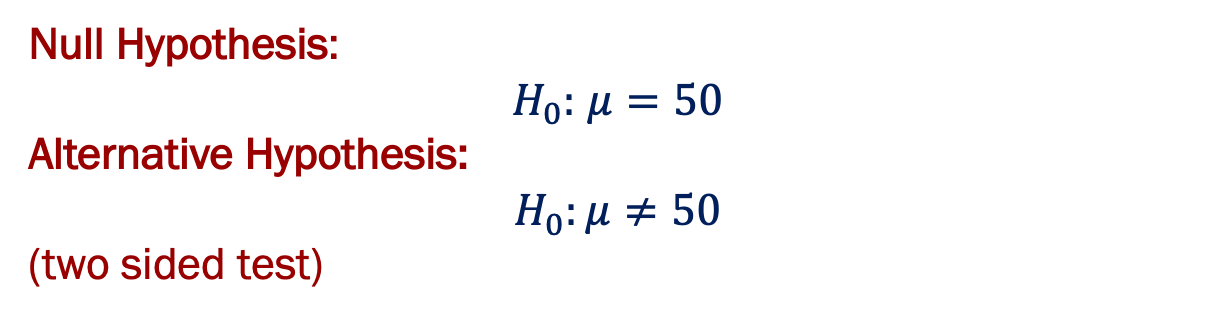 Null Hypothesis:
H₀: μ = 50
Alternative Hypothesis:
H₀: μ ≠ 50
(two sided test)